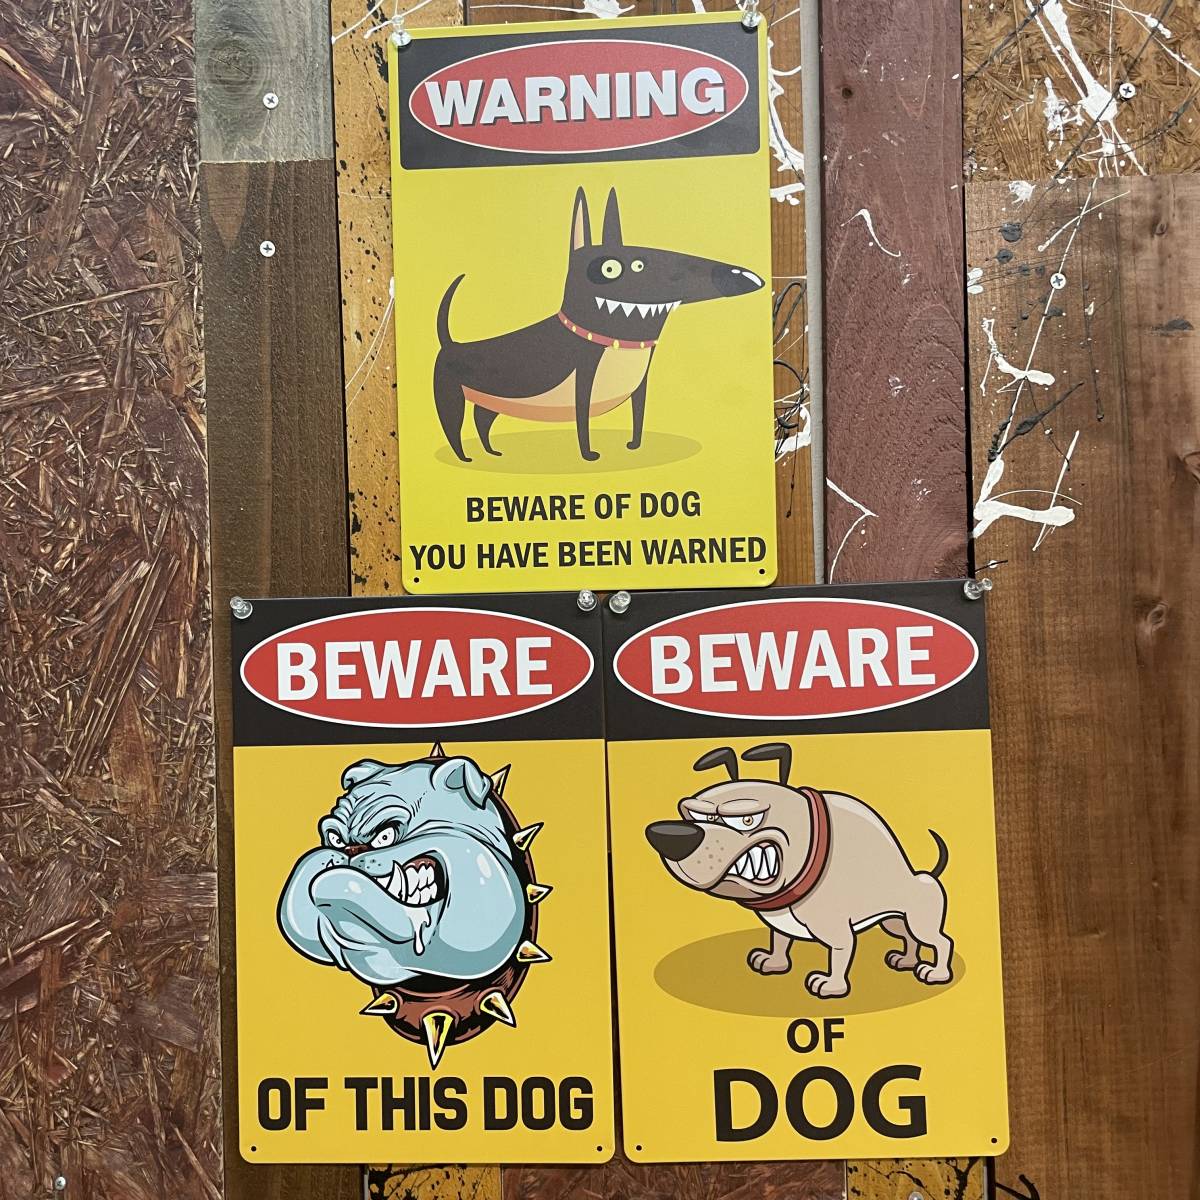 WARNING
BEWARE OF DOG
YOU HAVE BEEN WARNED
BEWARE
OF THIS DOG
BEWARE
OF
DOG